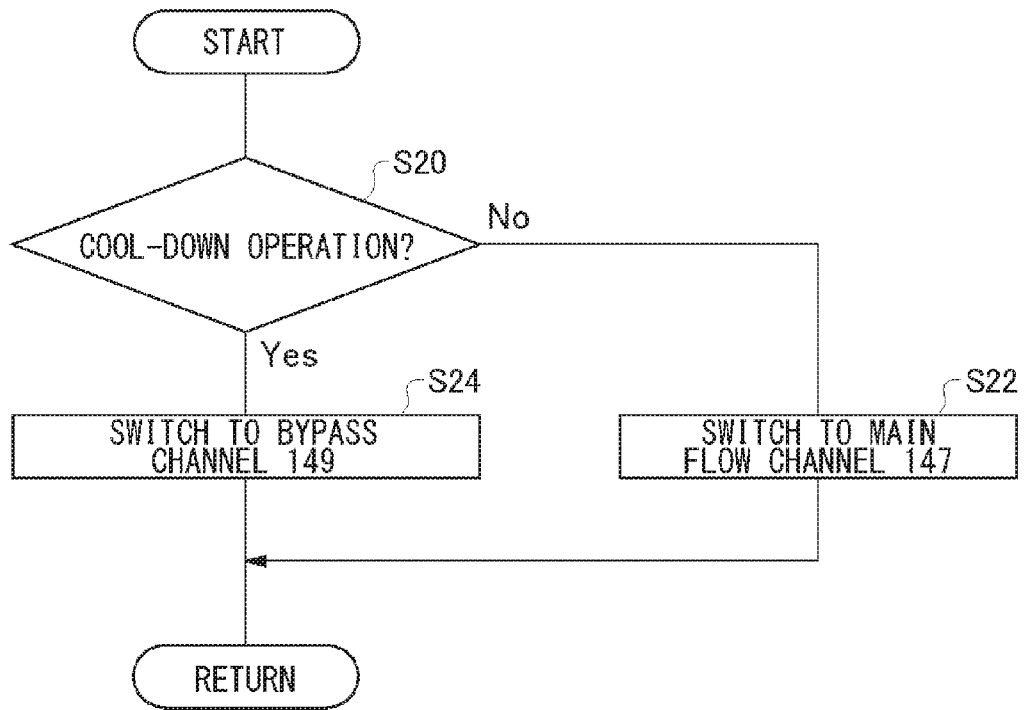 START
S20
COOL-DOWN OPERATION?
No
Yes
S24
SWITCH TO BYPASS
CHANNEL 149
S22
SWITCH TO MAIN
FLOW CHANNEL 147
RETURN